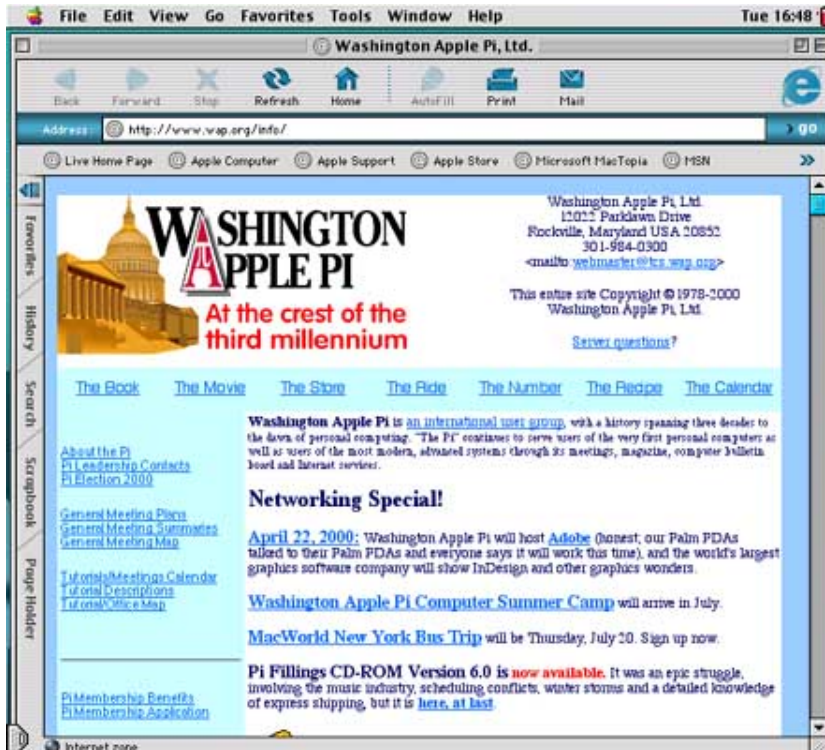 File Edit View Go Favorites Tools Window Help Tue 16:48
Washington Apple Pi, Ltd.
Back Forward Stop Refresh Home AutoFill Print Mail
Address: http://www.wap.org/info/ go
Live Home Page Apple Computer Apple Support Apple Store Microsoft MacTopia MSN
Favorites
History
Search
Scrapbook
Page Holder
WASHINGTON
APPLE PI
At the crest of the
third millennium
Washington Apple Pi, Ltd.
12022 Parklawn Drive
Rockville, Maryland USA 20852
301-984-0300
<mailto:webmaster@tcs.wap.org>
This entire site Copyright © 1978-2000
Washington Apple Pi, Ltd.
Server questions?
The Book The Movie The Store The Ride The Number The Recipe The Calendar
About the Pi
Pi Leadership Contacts
Pi Election 2000
General Meeting Plans
General Meeting Summaries
General Meeting Map
Tutorials/Meetings Calendar
Tutorial Descriptions
Tutorial/Office Map
Pi Membership Benefits
Pi Membership Application
Washington Apple Pi is an international user group, with a history spanning three decades to
the dawn of personal computing. "The Pi" continues to serve users of the very first personal computers as
well as users of the most modern, advanced systems through its meetings, magazine, computer bulletin
board and Internet services.
Networking Special!
April 22, 2000: Washington Apple Pi will host Adobe (honest; our Palm PDAs
talked to their Palm PDAs and everyone says it will work this time), and the world's largest
graphics software company will show InDesign and other graphics wonders.
Washington Apple Pi Computer Summer Camp will arrive in July.
MacWorld New York Bus Trip will be Thursday, July 20. Sign up now.
Pi Fillings CD-ROM Version 6.0 is now available. It was an epic struggle,
involving the music industry, scheduling conflicts, winter storms and a detailed knowledge
of express shipping, but it is here, at last.
Internet zone